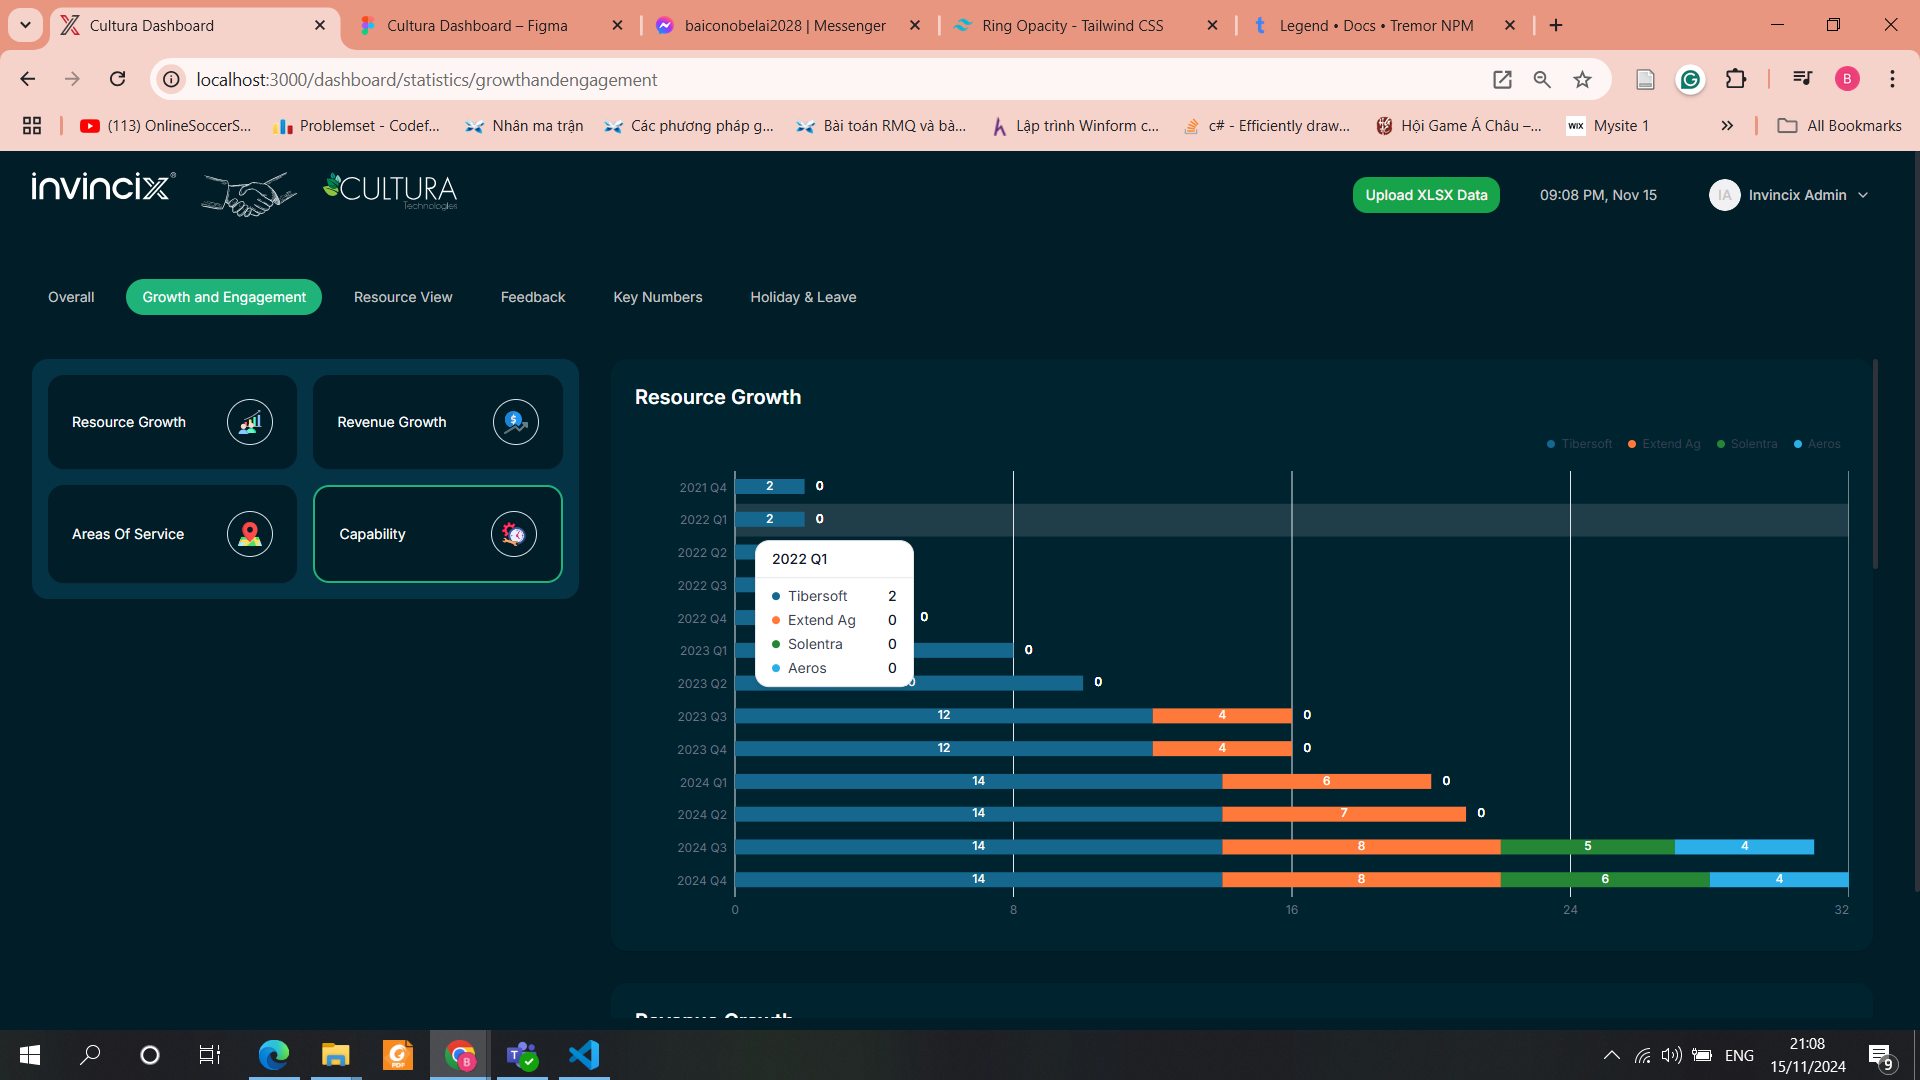 Cultura Dashboard
Cultura Dashboard – Figma
baiconobelai2028 | Messenger
Ring Opacity - Tailwind CSS
Legend • Docs • Tremor NPM
localhost:3000/dashboard/statistics/growthandengagement
B
(113) OnlineSoccerS...
Problemset - Codef...
Nhân ma trận
Các phương pháp g...
Bài toán RMQ và bà...
Lập trình Winform c...
c# - Efficiently draw...
Hội Game Á Châu –...
WIX
Mysite 1
All Bookmarks
invincix®
CULTURA
Technologies
Upload XLSX Data
09:08 PM, Nov 15
IA
Invincix Admin
Overall
Growth and Engagement
Resource View
Feedback
Key Numbers
Holiday & Leave
Resource Growth
Revenue Growth
Areas Of Service
Capability
Resource Growth
Tibersoft
Extend Ag
Solentra
Aeros
2021 Q4 2 0
2022 Q1 2 0
2022 Q2
2022 Q3
2022 Q4 0
2023 Q1 0
2023 Q2 0
2023 Q3 12 4 0
2023 Q4 12 4 0
2024 Q1 14 6 0
2024 Q2 14 7 0
2024 Q3 14 8 5 4
2024 Q4 14 8 6 4
0 8 16 24 32
2022 Q1
Tibersoft 2
Extend Ag 0
Solentra 0
Aeros 0
Revenue Growth
PDF
B
T
ENG
21:08
15/11/2024
9